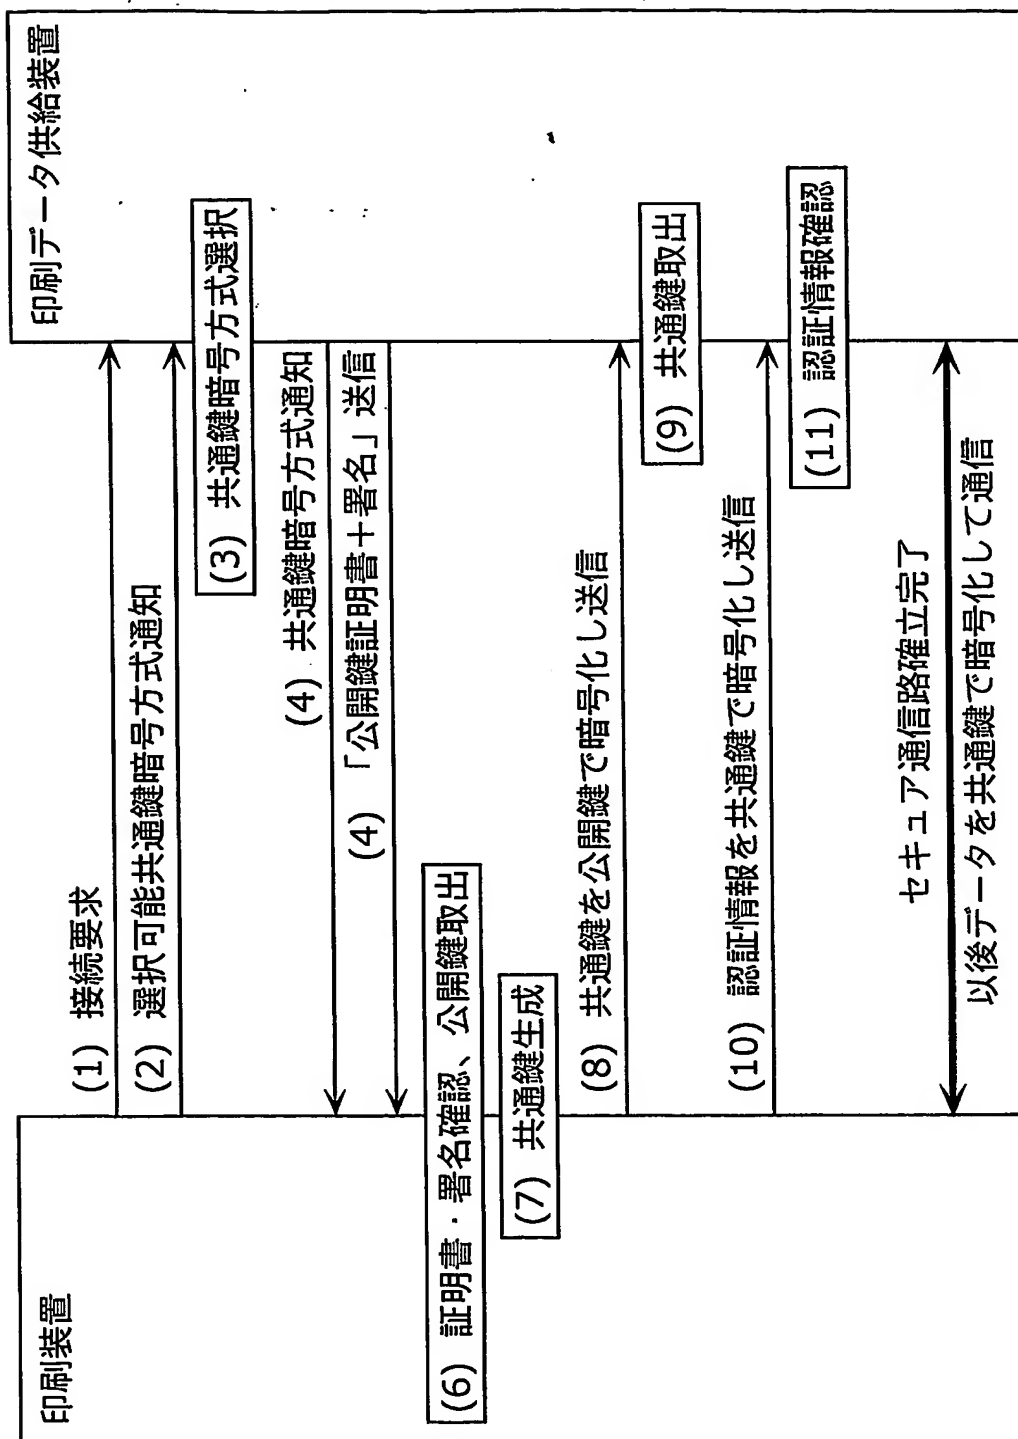 印刷装置
印刷データ供給装置
(1) 接続要求
(2) 選択可能共通鍵暗号方式通知
(3) 共通鍵暗号方式選択
(4) 共通鍵暗号方式通知
(4) 「公開鍵証明書+署名」送信
(6) 証明書・署名確認、公開鍵取出
(7) 共通鍵生成
(8) 共通鍵を公開鍵で暗号化し送信
(9) 共通鍵取出
(10) 認証情報を共通鍵で暗号化し送信
(11) 認証情報確認
セキュア通信路確立完了
以後データを共通鍵で暗号化して通信